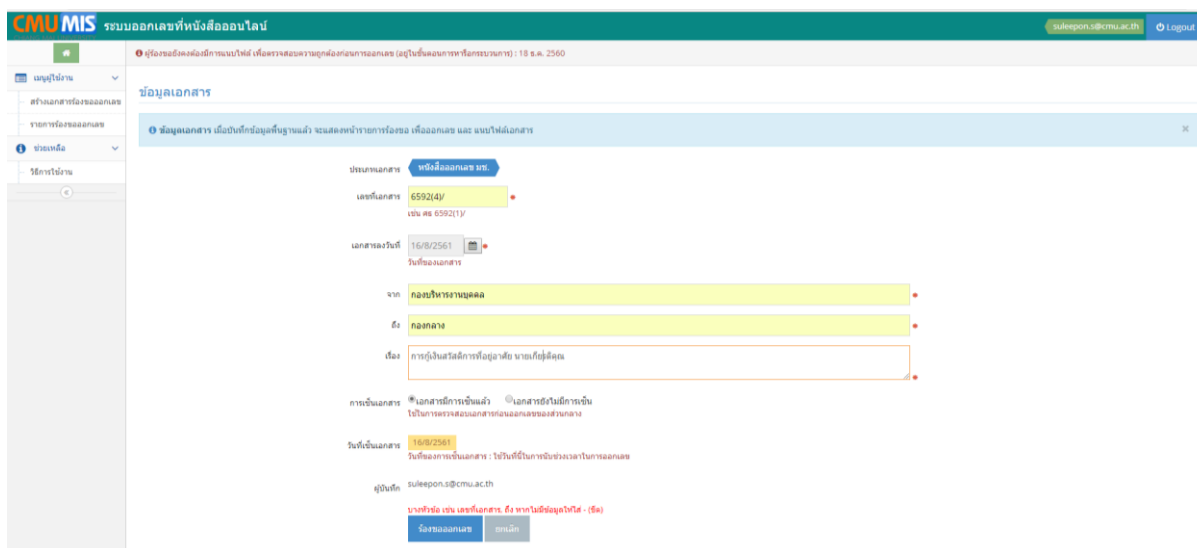 CMU MIS ระบบออกเลขที่หนังสือออนไลน์
suleepon.s@cmu.ac.th
Logout
ผู้ร้องขอยังคงต้องมีการแนบไฟล์ เพื่อตรวจสอบความถูกต้องก่อนการออกเลข (อยู่ในขั้นตอนการหารือกระบวนการ) : 18 ธ.ค. 2560
เมนูผู้ใช้งาน
สร้างเอกสารร้องขอออกเลข
รายการร้องขอออกเลข
ช่วยเหลือ
วิธีการใช้งาน
ข้อมูลเอกสาร
ข้อมูลเอกสาร เมื่อบันทึกข้อมูลพื้นฐานแล้ว จะแสดงหน้ารายการร้องขอ เพื่อออกเลข และ แนบไฟล์เอกสาร
ประเภทเอกสาร หนังสือออกเลข มช.
เลขที่เอกสาร 6592(4)/
เช่น ศธ 6592(1)/
เอกสารลงวันที่ 16/8/2561
วันที่ของเอกสาร
จาก กองบริหารงานบุคคล
ถึง กองกลาง
เรื่อง การกู้เงินสวัสดิการที่อยู่อาศัย นายเกียรติคุณ
การเซ็นเอกสาร เอกสารมีการเซ็นแล้ว เอกสารยังไม่มีการเซ็น
ใช้ในการตรวจสอบเอกสารก่อนออกเลขของส่วนกลาง
วันที่เซ็นเอกสาร 16/8/2561
วันที่ของการเซ็นเอกสาร : ใช้วันที่นี้ในการนับช่วงเวลาในการออกเลข
ผู้บันทึก suleepon.s@cmu.ac.th
บางหัวข้อ เช่น เลขที่เอกสาร, ถึง หากไม่มีข้อมูลให้ใส่ - (ขีด)
ร้องขอออกเลข ยกเลิก